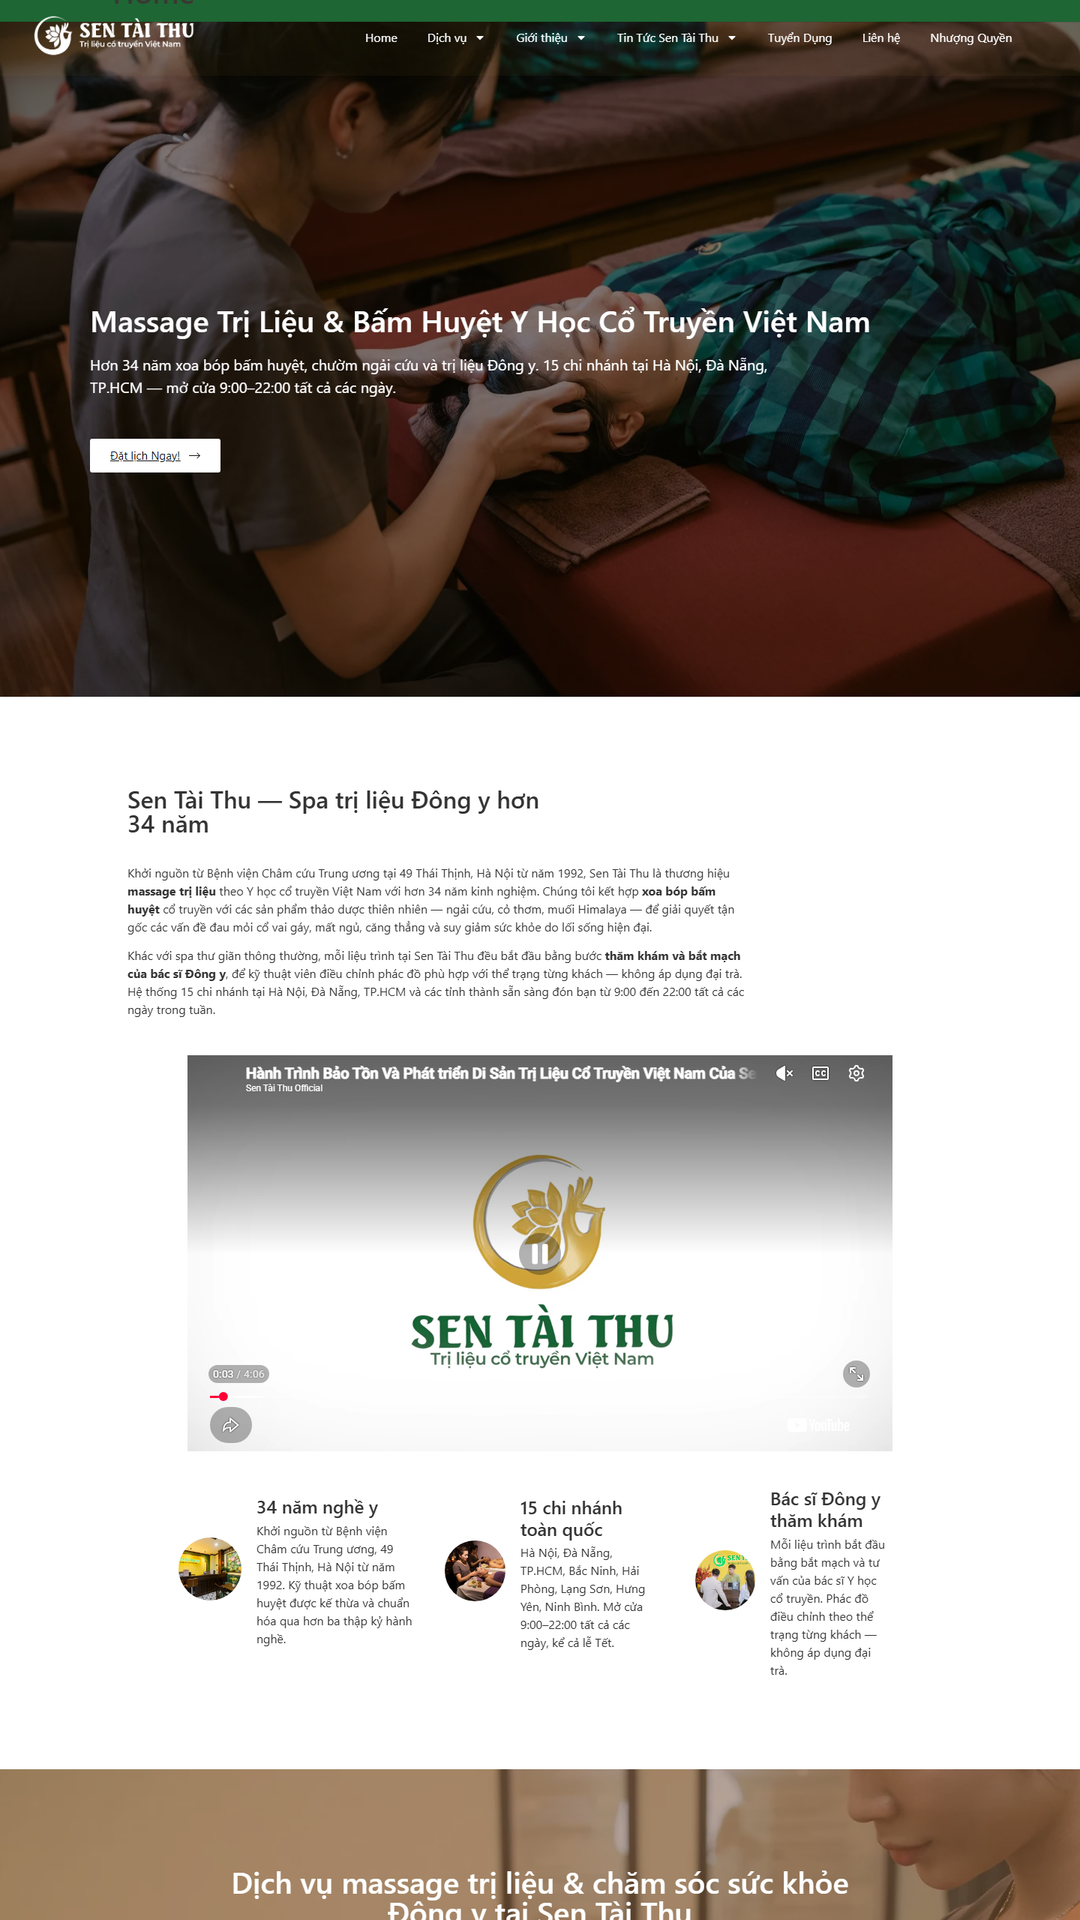 Home
SEN TÀI THU
Trị liệu cổ truyền Việt Nam
Home
Dịch vụ
Giới thiệu
Tin Tức Sen Tài Thu
Tuyển Dụng
Liên hệ
Nhượng Quyền
Massage Trị Liệu & Bấm Huyệt Y Học Cổ Truyền Việt Nam
Hơn 34 năm xoa bóp bấm huyệt, chườm ngải cứu và trị liệu Đông y. 15 chi nhánh tại Hà Nội, Đà Nẵng,
TP.HCM — mở cửa 9:00–22:00 tất cả các ngày.
Đặt lịch Ngay! →
Sen Tài Thu — Spa trị liệu Đông y hơn
34 năm
Khởi nguồn từ Bệnh viện Châm cứu Trung ương tại 49 Thái Thịnh, Hà Nội từ năm 1992, Sen Tài Thu là thương hiệu
massage trị liệu theo Y học cổ truyền Việt Nam với hơn 34 năm kinh nghiệm. Chúng tôi kết hợp xoa bóp bấm
huyệt cổ truyền với các sản phẩm thảo dược thiên nhiên — ngải cứu, cỏ thơm, muối Himalaya — để giải quyết tận
gốc các vấn đề đau mỏi cổ vai gáy, mất ngủ, căng thẳng và suy giảm sức khỏe do lối sống hiện đại.
Khác với spa thư giãn thông thường, mỗi liệu trình tại Sen Tài Thu đều bắt đầu bằng bước thăm khám và bắt mạch
của bác sĩ Đông y, để kỹ thuật viên điều chỉnh phác đồ phù hợp với thể trạng từng khách — không áp dụng đại trà.
Hệ thống 15 chi nhánh tại Hà Nội, Đà Nẵng, TP.HCM và các tỉnh thành sẵn sàng đón bạn từ 9:00 đến 22:00 tất cả các
ngày trong tuần.
Hành Trình Bảo Tồn Và Phát triển Di Sản Trị Liệu Cổ Truyền Việt Nam Của Se
Sen Tài Thu Official
CC
SEN TÀI THU
Trị liệu cổ truyền Việt Nam
0:03 / 4:06
YouTube
34 năm nghề y
Khởi nguồn từ Bệnh viện
Châm cứu Trung ương, 49
Thái Thịnh, Hà Nội từ năm
1992. Kỹ thuật xoa bóp bấm
huyệt được kế thừa và chuẩn
hóa qua hơn ba thập kỷ hành
nghề.
15 chi nhánh
toàn quốc
Hà Nội, Đà Nẵng,
TP.HCM, Bắc Ninh, Hải
Phòng, Lạng Sơn, Hưng
Yên, Ninh Bình. Mở cửa
9:00–22:00 tất cả các
ngày, kể cả lễ Tết.
Bác sĩ Đông y
thăm khám
Mỗi liệu trình bắt đầu
bằng bắt mạch và tư
vấn của bác sĩ Y học
cổ truyền. Phác đồ
điều chỉnh theo thể
trạng từng khách —
không áp dụng đại
trà.
Dịch vụ massage trị liệu & chăm sóc sức khỏe
Đông y tại Sen Tài Thu